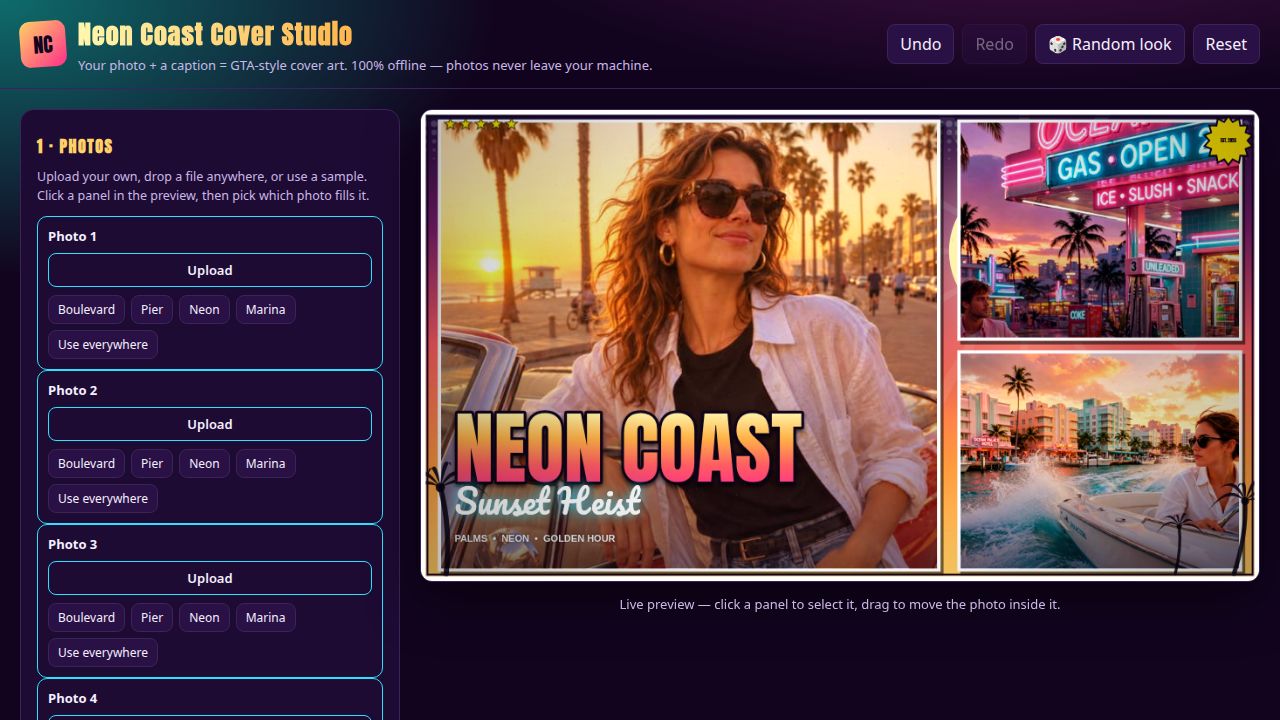 NC
Neon Coast Cover Studio
Your photo + a caption = GTA-style cover art. 100% offline — photos never leave your machine.
Undo
Redo
🎲 Random look
Reset
1 · PHOTOS
Upload your own, drop a file anywhere, or use a sample.
Click a panel in the preview, then pick which photo fills it.
Photo 1
Upload
Boulevard Pier Neon Marina
Use everywhere
Photo 2
Upload
Boulevard Pier Neon Marina
Use everywhere
Photo 3
Upload
Boulevard Pier Neon Marina
Use everywhere
Photo 4
NEON COAST
Sunset Heist
PALMS • NEON • GOLDEN HOUR
GAS • OPEN 2
ICE • SLUSH • SNACK
3 UNLEADED
COKE
Live preview — click a panel to select it, drag to move the photo inside it.